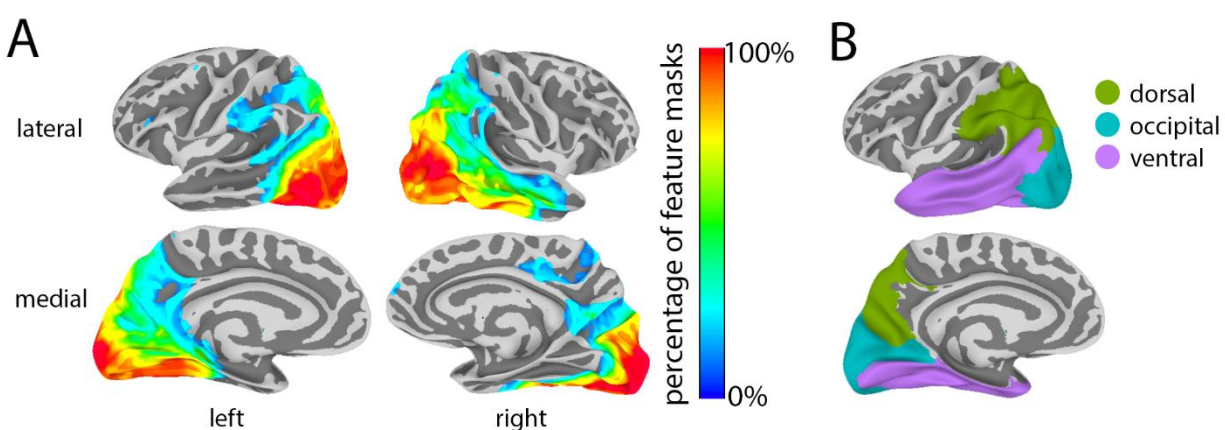 A
lateral
medial
left
right
percentage of feature masks
100%
0%
B
dorsal
occipital
ventral